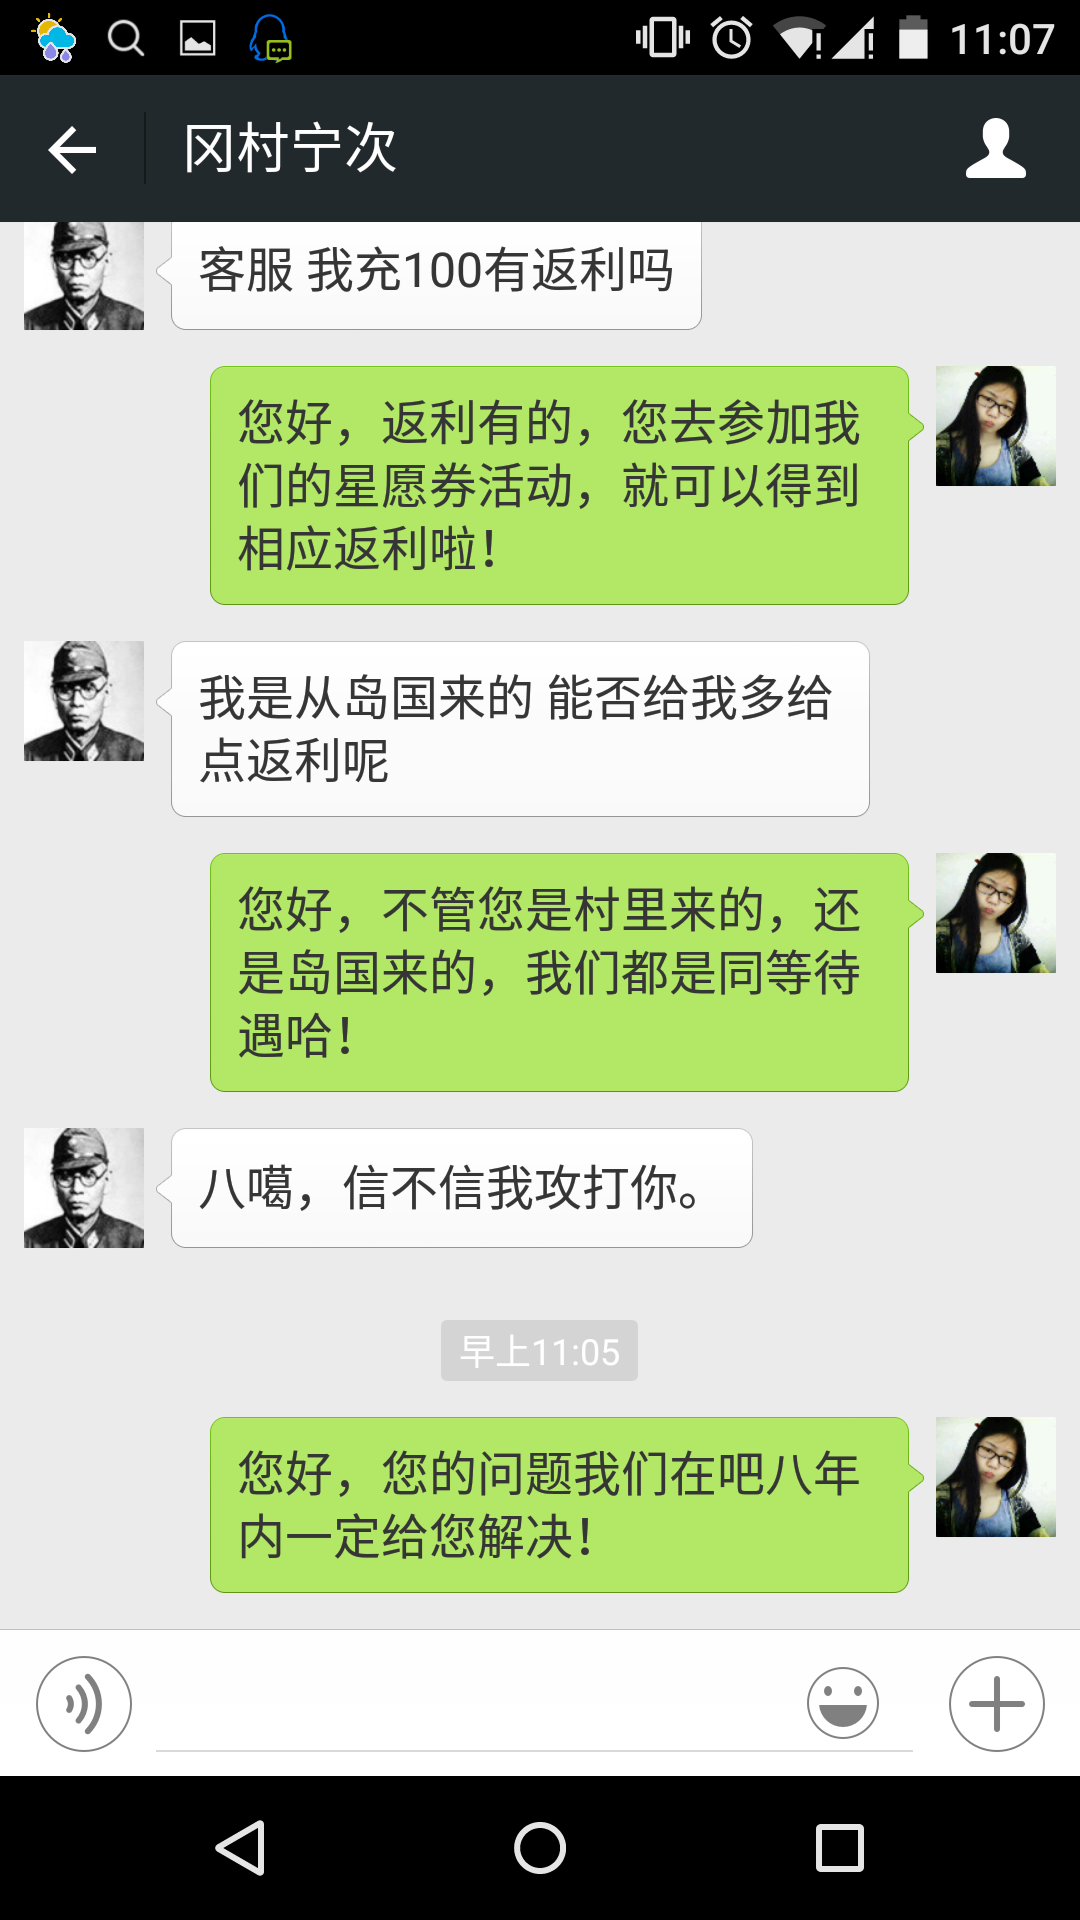 11:07
冈村宁次
客服 我充100有返利吗
您好，返利有的，您去参加我
们的星愿券活动，就可以得到
相应返利啦！
我是从岛国来的 能否给我多给
点返利呢
您好，不管您是村里来的，还
是岛国来的，我们都是同等待
遇哈！
八噶，信不信我攻打你。
早上11:05
您好，您的问题我们在吧八年
内一定给您解决！